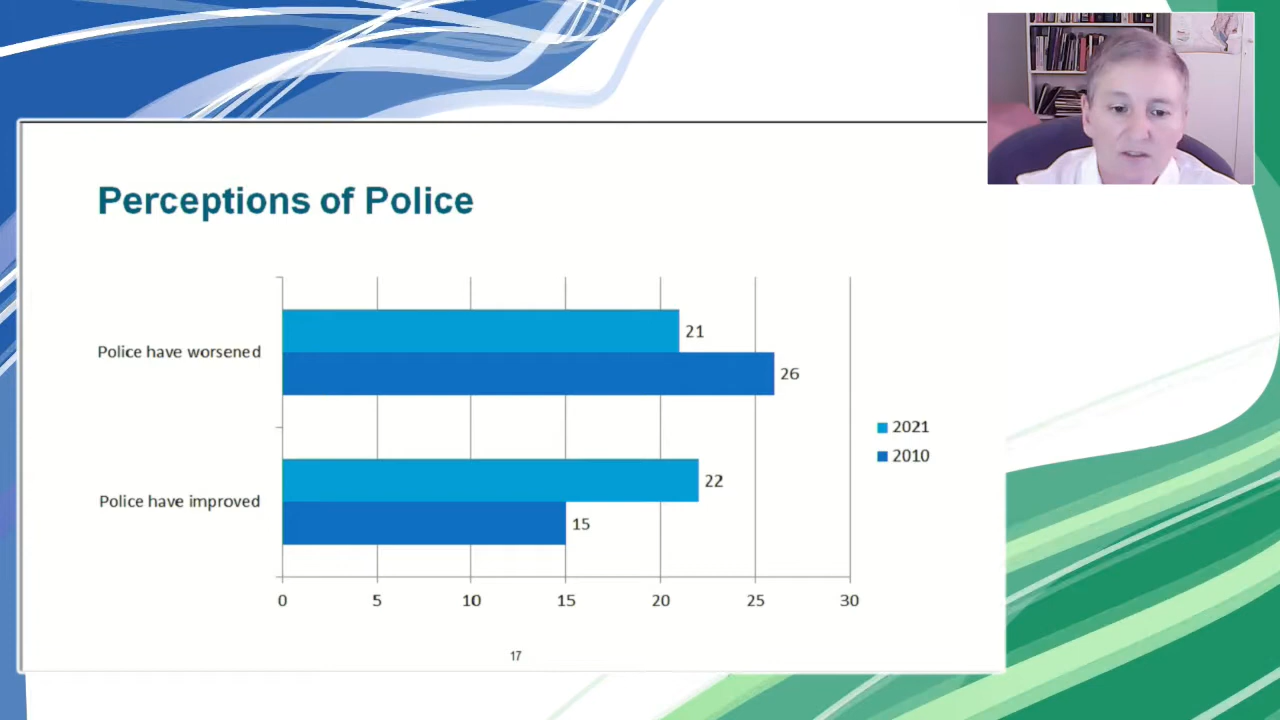 Perceptions of Police
Police have worsened
21
26
2021
2010
Police have improved
22
15
0 5 10 15 20 25 30
17